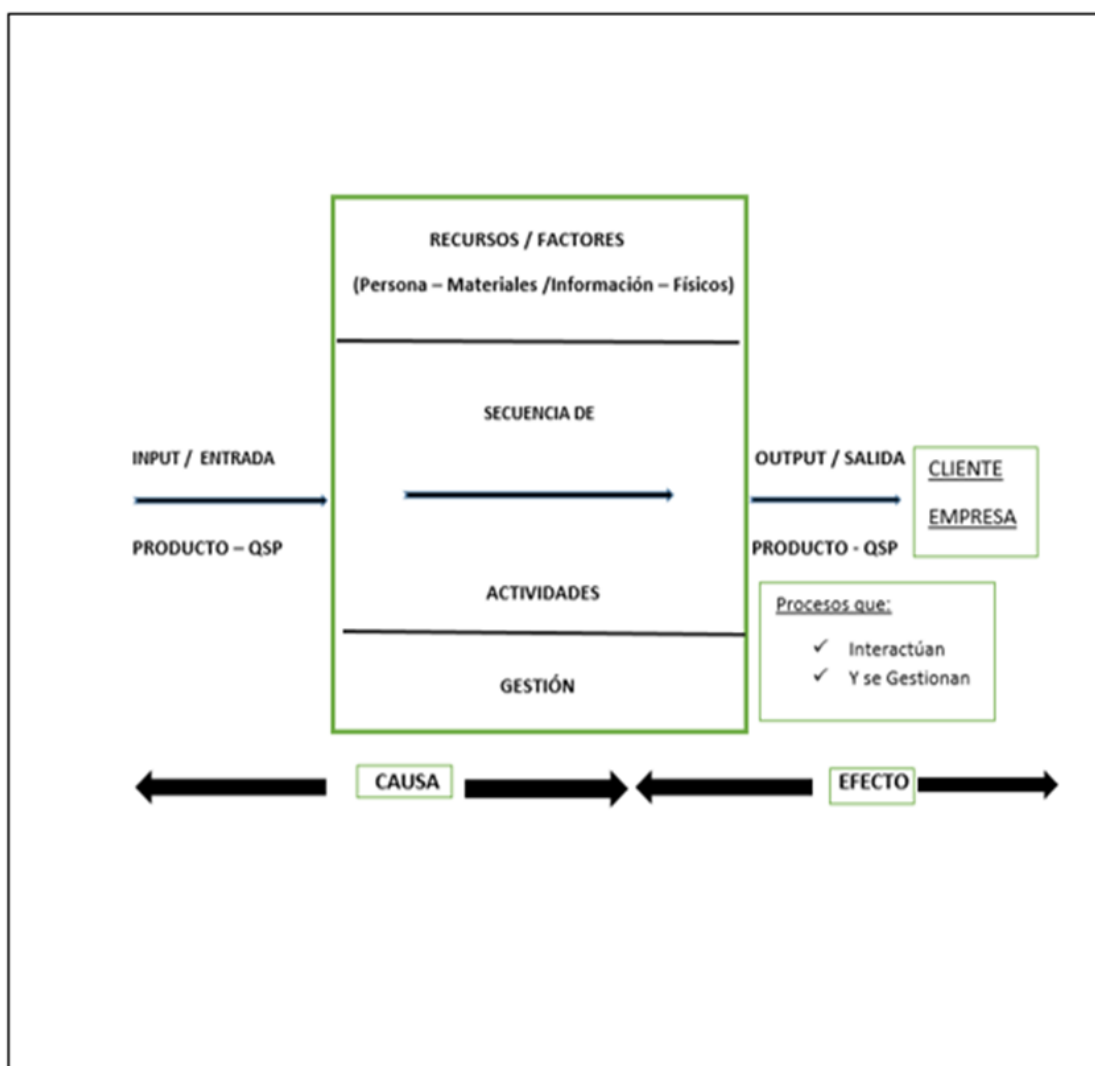 RECURSOS / FACTORES
(Persona – Materiales /Información – Físicos)
SECUENCIA DE
INPUT / ENTRADA
PRODUCTO – QSP
ACTIVIDADES
GESTIÓN
OUTPUT / SALIDA
PRODUCTO - QSP
CLIENTE
EMPRESA
Procesos que:
✓ Interactúan
✓ Y se Gestionan
CAUSA
EFECTO